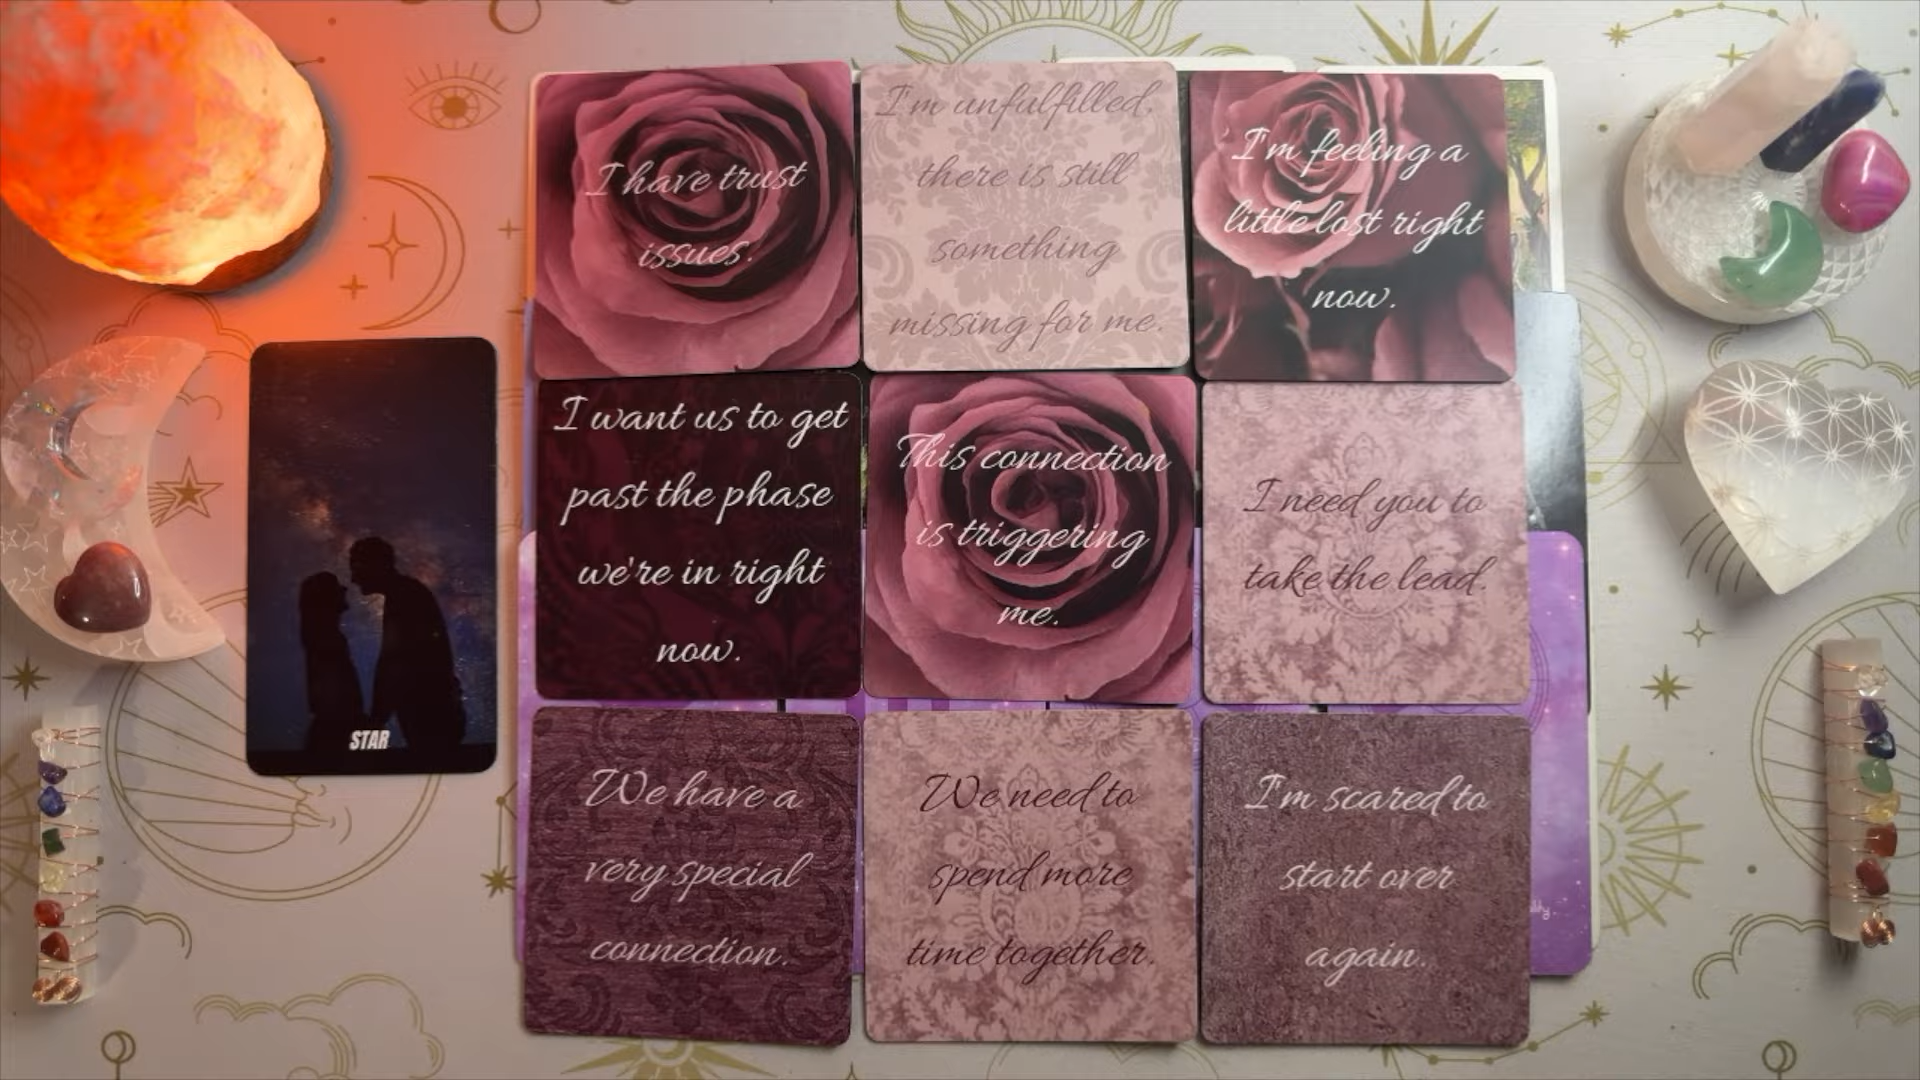 I have trust
issues.
I'm unfulfilled,
there is still
something
missing for me.
I'm feeling a
little lost right
now.
I want us to get
past the phase
we're in right
now.
This connection
is triggering
me.
I need you to
take the lead.
We have a
very special
connection.
We need to
spend more
time together.
I'm scared to
start over
again.
STAR